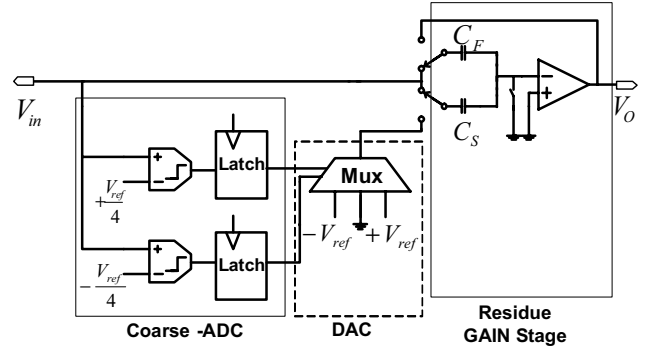 C_F
V_in
V_O
C_S
+ V_ref/4
Latch
Mux
− V_ref + V_ref
− V_ref/4
Latch
Coarse -ADC
DAC
Residue
GAIN Stage